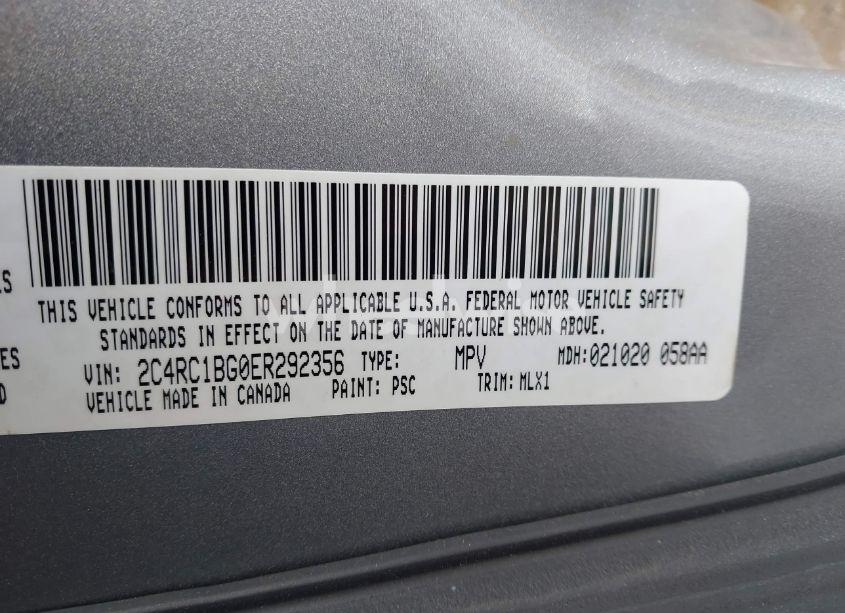 THIS VEHICLE CONFORMS TO ALL APPLICABLE U.S.A. FEDERAL MOTOR VEHICLE SAFETY
ES
STANDARDS IN EFFECT ON THE DATE OF MANUFACTURE SHOWN ABOVE.
VIN: 2C4RC1BG0ER292356 TYPE: MPV MDH:021020 058AA
VEHICLE MADE IN CANADA PAINT: PSC TRIM: MLX1